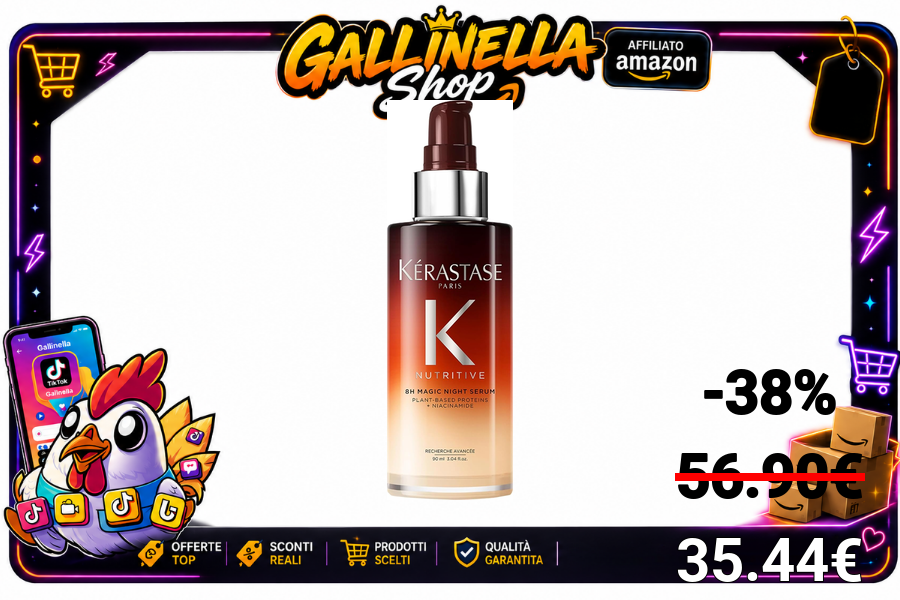 GALLINELLA
Shop
AFFILIATO
amazon
KÉRASTASE
PARIS
K
NUTRITIVE
8H MAGIC NIGHT SERUM
PLANT-BASED PROTEINS
+ NIACINAMIDE
RECHERCHE AVANCÉE
90 ml 3.04 fl.oz.
Gallinella
TikTok
Gallinella
-38%
56.90€
35.44€
OFFERTE
TOP
SCONTI
REALI
PRODOTTI
SCELTI
QUALITÀ
GARANTITA